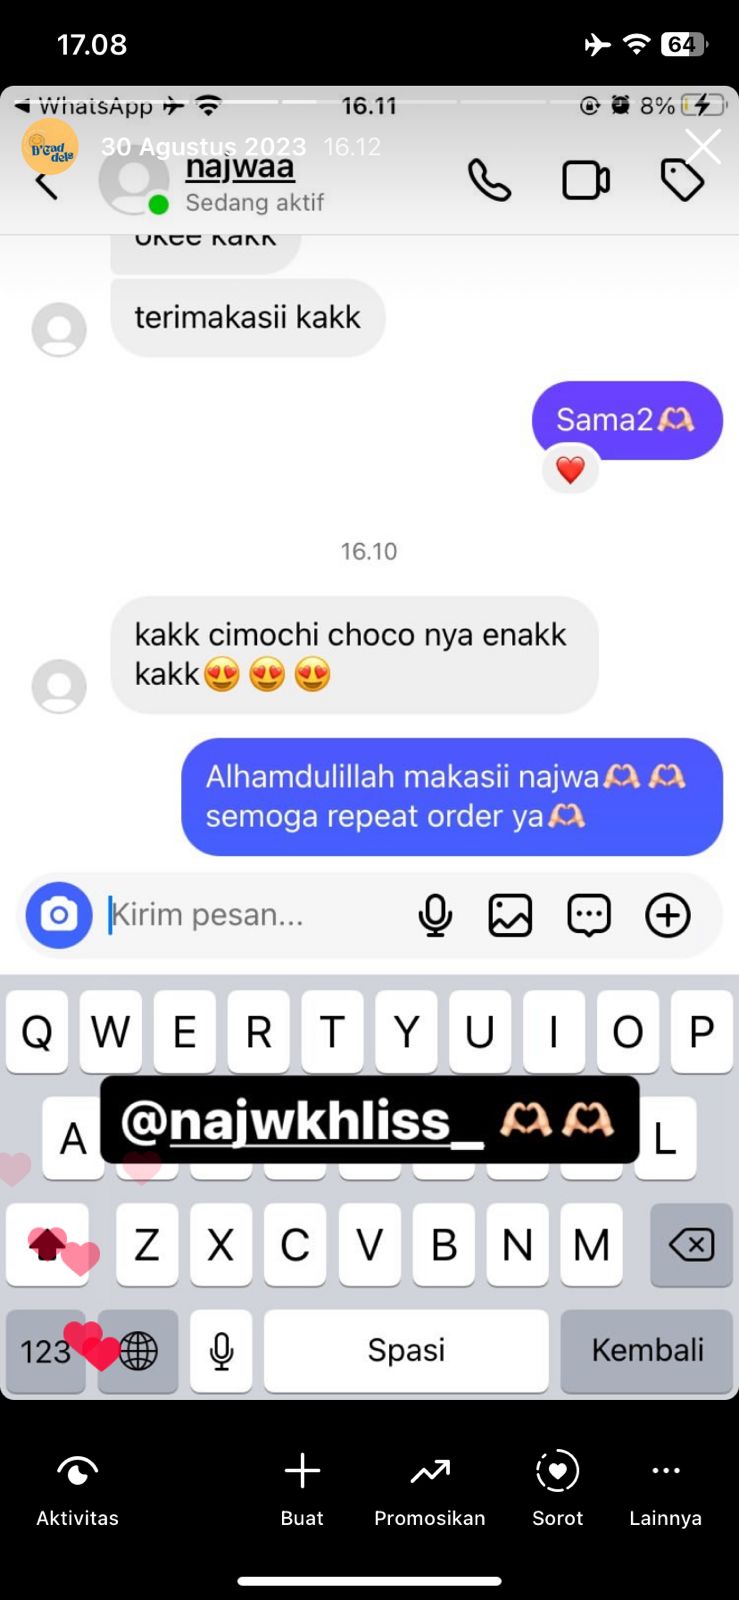 17.08
64
WhatsApp
16.11
8%
B'read
dele
30 Agustus 2023 16.12
najwaa
Sedang aktif
okee kakk
terimakasii kakk
Sama2🫶🏻
❤️
16.10
kakk cimochi choco nya enakk
kakk😍😍😍
Alhamdulillah makasii najwa🫶🏻🫶🏻
semoga repeat order ya🫶🏻
Kirim pesan...
Q W E R T Y U I O P
A L
@najwkhliss_ 🫶🏻🫶🏻
Z X C V B N M
123 Spasi Kembali
Aktivitas Buat Promosikan Sorot Lainnya